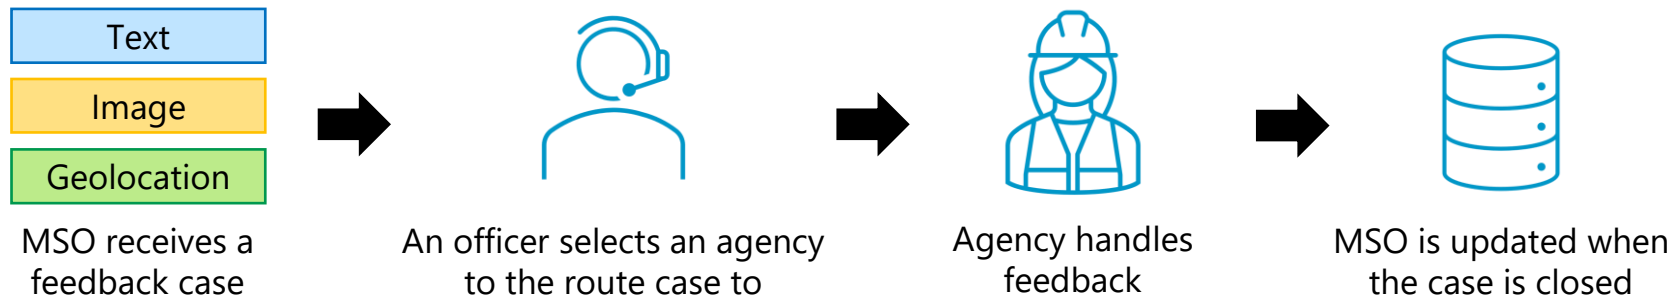 Text
Image
Geolocation
MSO receives a
feedback case
An officer selects an agency
to the route case to
Agency handles
feedback
MSO is updated when
the case is closed